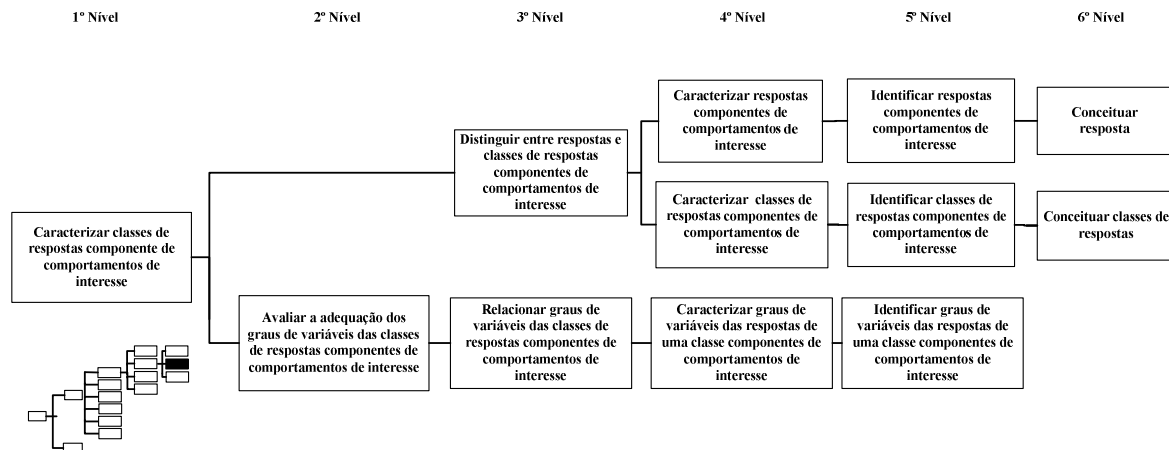 1º Nível
2º Nível
3º Nível
4º Nível
5º Nível
6º Nível
Caracterizar respostas
componentes de
comportamentos de
interesse
Identificar respostas
componentes de
comportamentos de
interesse
Conceituar
resposta
Distinguir entre respostas e
classes de respostas
componentes de
comportamentos de
interesse
Caracterizar classes de
respostas componentes de
comportamentos de
interesse
Identificar classes de
respostas componentes de
comportamentos de
interesse
Conceituar classes de
respostas
Caracterizar classes de
respostas componente de
comportamentos de
interesse
Avaliar a adequação dos
graus de variáveis das classes
de respostas componentes de
comportamentos de interesse
Relacionar graus de
variáveis das classes de
respostas componentes de
comportamentos de
interesse
Caracterizar graus de
variáveis das respostas de
uma classe componentes de
comportamentos de
interesse
Identificar graus de
variáveis das respostas de
uma classe componentes de
comportamentos de
interesse